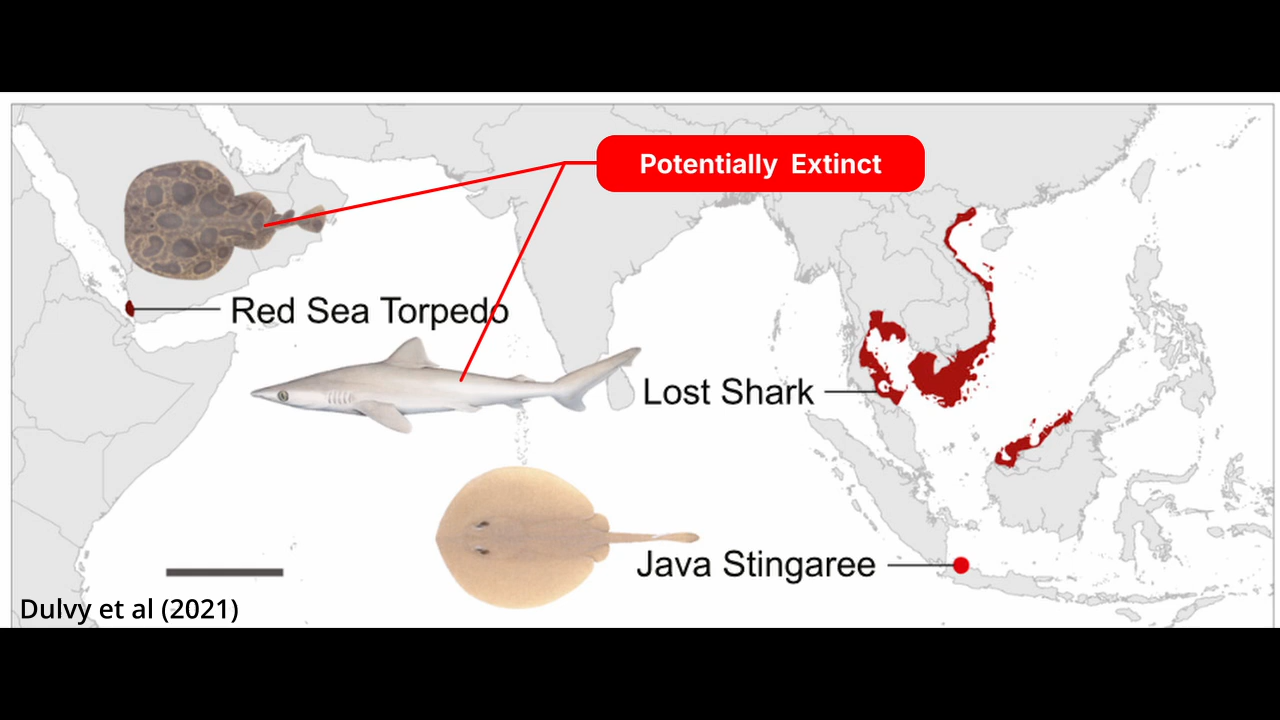 Potentially Extinct
Red Sea Torpedo
Lost Shark
Java Stingaree
Dulvy et al (2021)